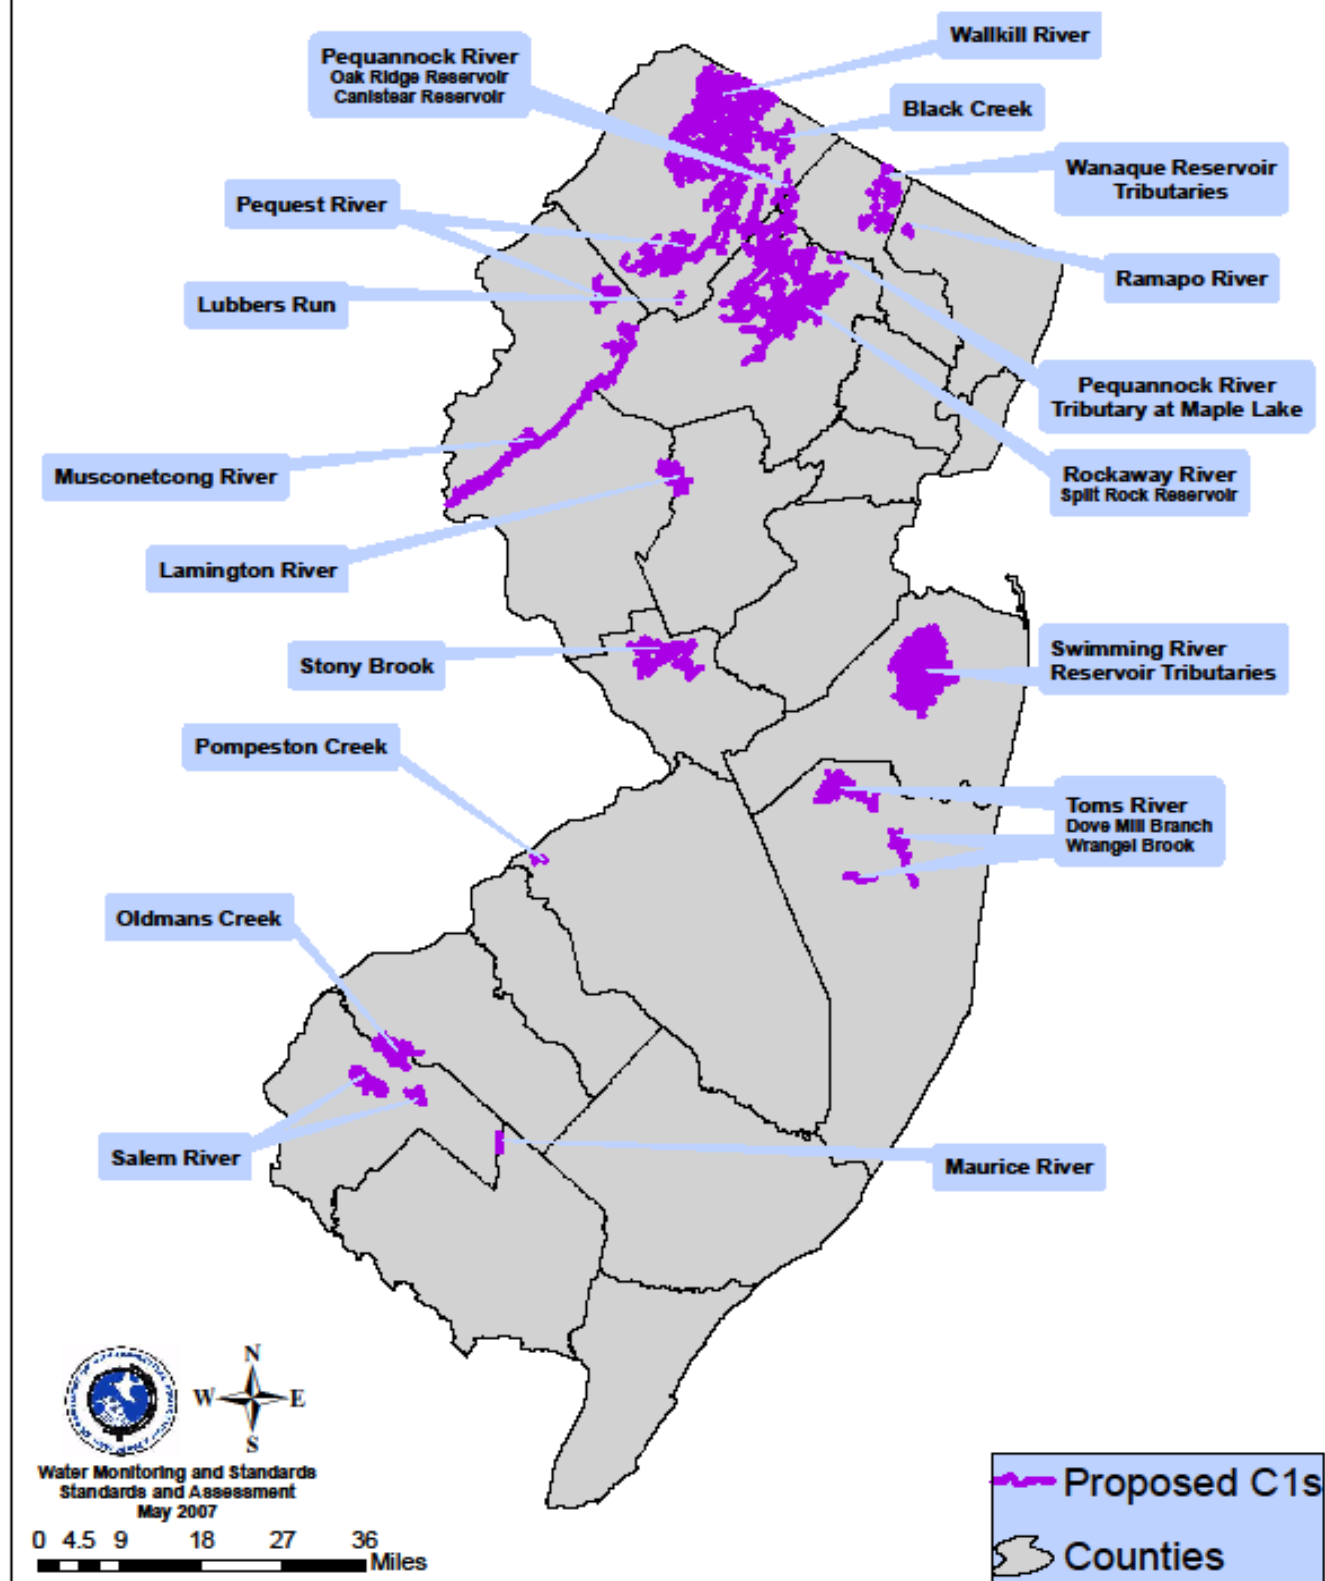 Wallkill River
Pequannock River
Oak Ridge Reservoir
Canistear Reservoir
Black Creek
Wanaque Reservoir
Tributaries
Pequest River
Ramapo River
Lubbers Run
Pequannock River
Tributary at Maple Lake
Musconetcong River
Rockaway River
Split Rock Reservoir
Lamington River
Stony Brook
Swimming River
Reservoir Tributaries
Pompeston Creek
Toms River
Dove Mill Branch
Wrangel Brook
Oldmans Creek
Salem River
Maurice River
N
W E
S
Water Monitoring and Standards
Standards and Assessment
May 2007
0 4.5 9 18 27 36
Miles
Proposed C1s
Counties